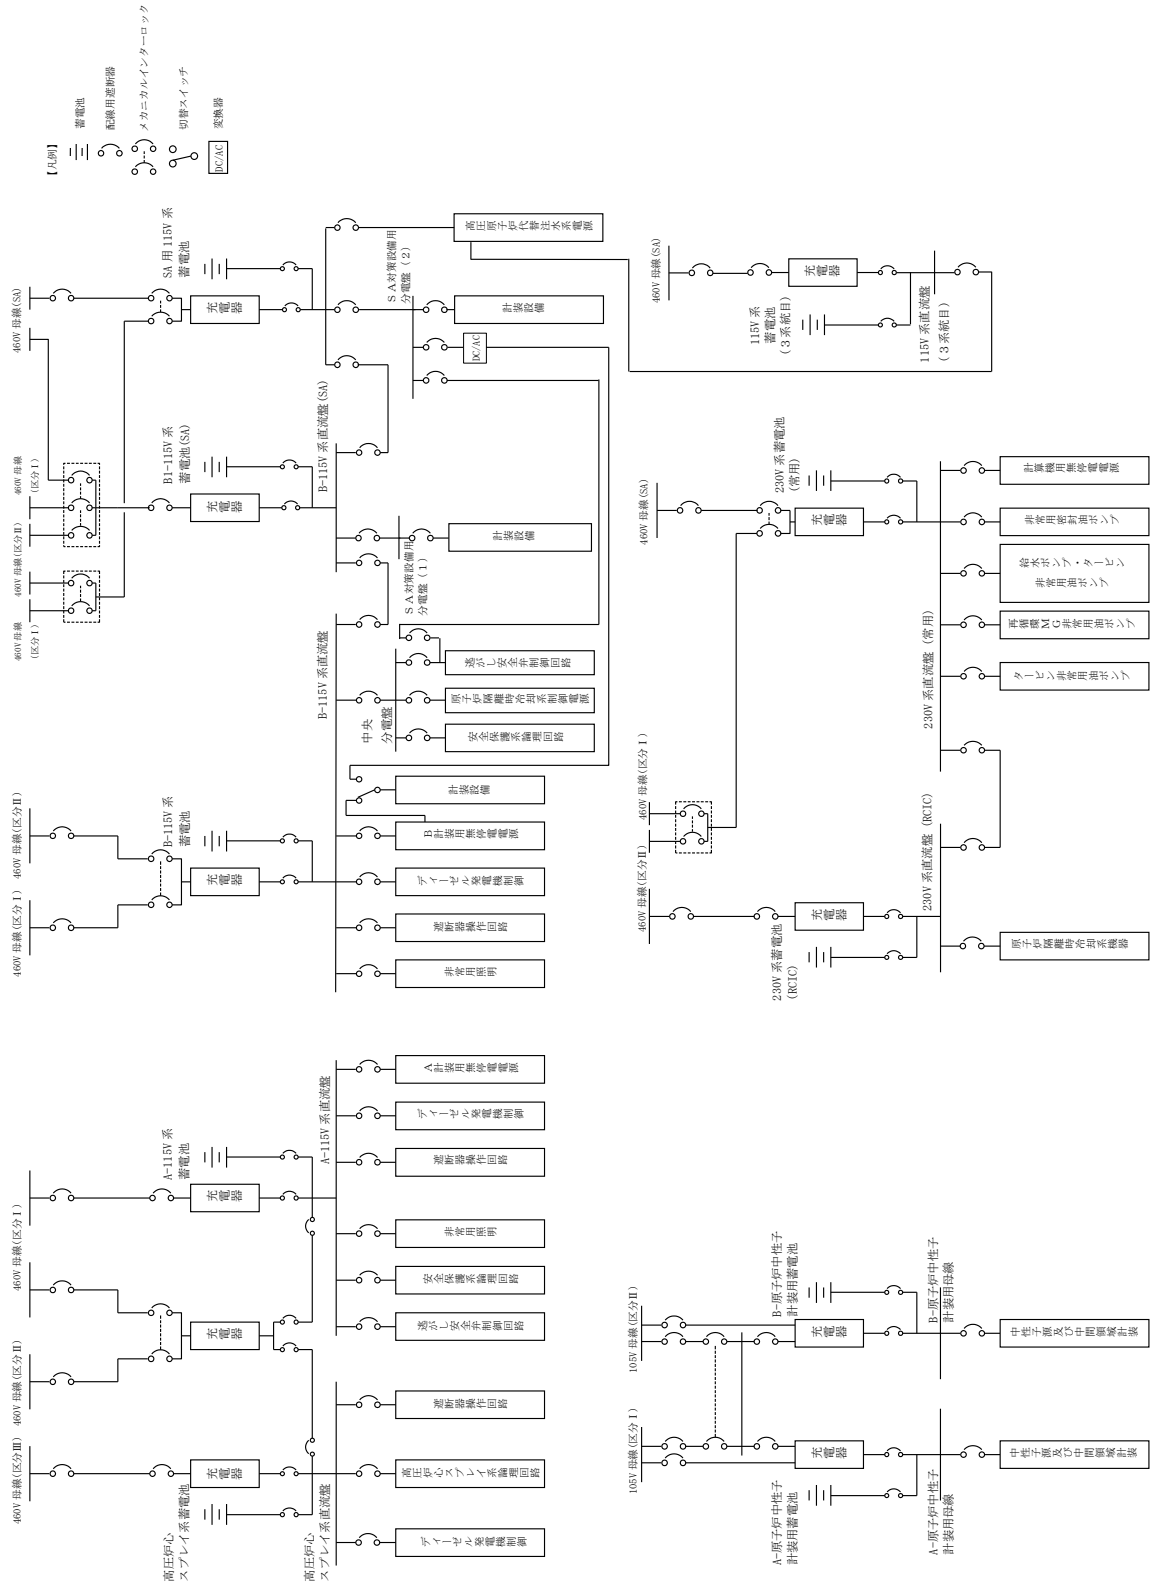 【凡例】
蓄電池
配線用遮断器
メカニカルインターロック
切替スイッチ
DC/AC
変換器
460V 母線(SA)
SA 用 115V 系
蓄電池
充電器
460V 母線
(区分Ⅰ)
460V 母線(区分Ⅱ)
460V 母線
(区分Ⅰ)
B1-115V 系
蓄電池(SA)
充電器
B-115V 系直流盤(SA)
高圧原子炉代替注水系電源
ＳＡ対策設備用
分電盤（２）
計装設備
DC/AC
ＳＡ対策設備用
分電盤（１）
計装設備
B-115V 系直流盤
中央
分電盤
逃がし安全弁制御回路
原子炉隔離時冷却系制御電源
安全保護系論理回路
計装設備
Ｂ計装用無停電電源
ディーゼル発電機制御
遮断器操作回路
非常用照明
460V 母線(区分Ⅱ)
460V 母線(区分Ⅰ)
B-115V 系
蓄電池
充電器
460V 母線(区分Ⅰ)
460V 母線(区分Ⅱ)
460V 母線(区分Ⅲ)
A-115V 系
蓄電池
充電器
充電器
充電器
高圧炉心
スプレイ系蓄電池
A-115V 系直流盤
Ａ計装用無停電電源
ディーゼル発電機制御
遮断器操作回路
非常用照明
安全保護系論理回路
逃がし安全弁制御回路
高圧炉心
スプレイ系直流盤
遮断器操作回路
高圧炉心スプレイ系論理回路
ディーゼル発電機制御
460V 母線(SA)
充電器
115V 系
蓄電池
(３系統目)
115V 系直流盤
(３系統目)
460V 母線(SA)
230V 系蓄電池
(常用)
充電器
230V 系直流盤 (常用)
計算機用無停電電源
非常用密封油ポンプ
給水ポンプ・タービン
非常用油ポンプ
再循環ＭＧ非常用油ポンプ
タービン非常用油ポンプ
460V 母線(区分Ⅰ)
460V 母線(区分Ⅱ)
充電器
230V 系蓄電池
(RCIC)
230V 系直流盤 (RCIC)
原子炉隔離時冷却系機器
105V 母線(区分Ⅱ)
B-原子炉中性子
計装用蓄電池
充電器
B-原子炉中性子
計装用母線
中性子源及び中間領域計装
105V 母線(区分Ⅰ)
A-原子炉中性子
計装用蓄電池
充電器
A-原子炉中性子
計装用母線
中性子源及び中間領域計装